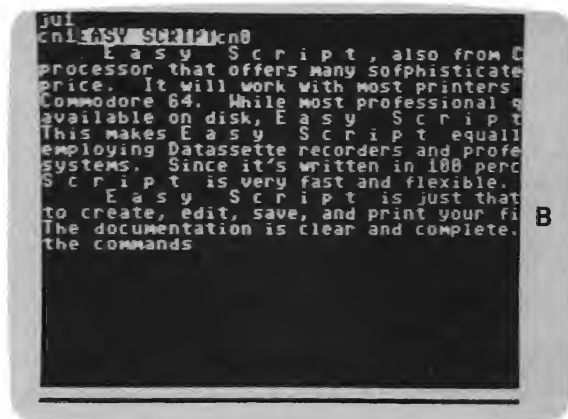 ju1
cn1EASY SCRIPTcn0
E a s y S c r i p t , also from C
processor that offers many sofphisticate
price. It will work with most printers
Commodore 64. While most professional
available on disk, E a s y S c r i p t
This makes E a s y S c r i p t equall
employing Datassette recorders and profe
systems. Since it's written in 100 perc
S c r i p t is very fast and flexible.
E a s y S c r i p t is just that
to create, edit, save, and print your fi
The documentation is clear and complete.
the commands
B